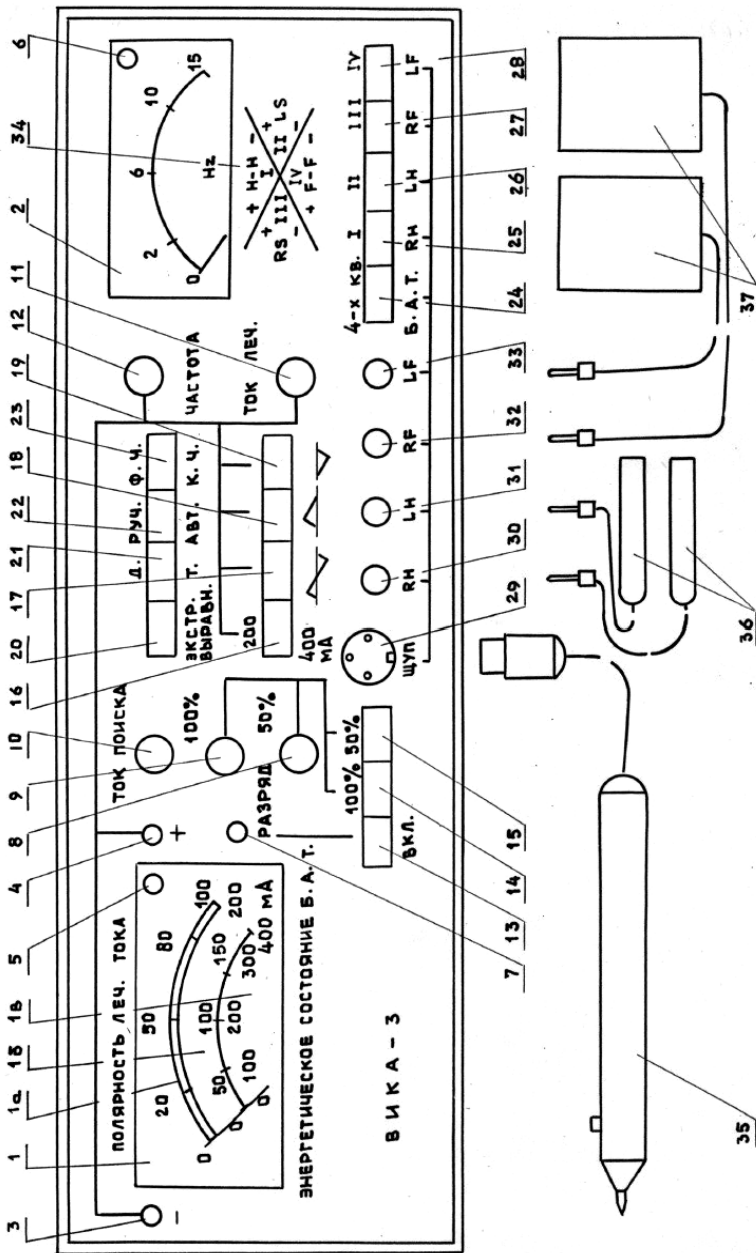 3 1 1а 1б 1в 5 4 8 9 10 16 20 17 21 22 18 23 19 12 11 2 34 6
ПОЛЯРНОСТЬ ЛЕЧ. ТОКА
0 20 50 80 100
0 50 100 150 200
0 100 200 300 400 мА
− +
ЭНЕРГЕТИЧЕСКОЕ СОСТОЯНИЕ Б. А. Т.
ВИКА - 3
ТОК ПОИСКА
100%
50%
РАЗРЯД
100% 50%
ВКЛ.
Д. РУЧ. Ф. Ч.
ЭКСТР.
ВЫРАВН.
Т. АВТ. К. Ч.
200
400
МА
ЧАСТОТА
ТОК ЛЕЧ.
0 2 6 10 15
Hz
+ H-H −
+ I +
RS III II LS
− IV −
+ F-F −
4-х КВ. I II III IV
Б. А. Т. RH LH RF LF
ЩУП RH LH RF LF
7 13 14 15 29 30 31 32 33 24 25 26 27 28
35 36 37